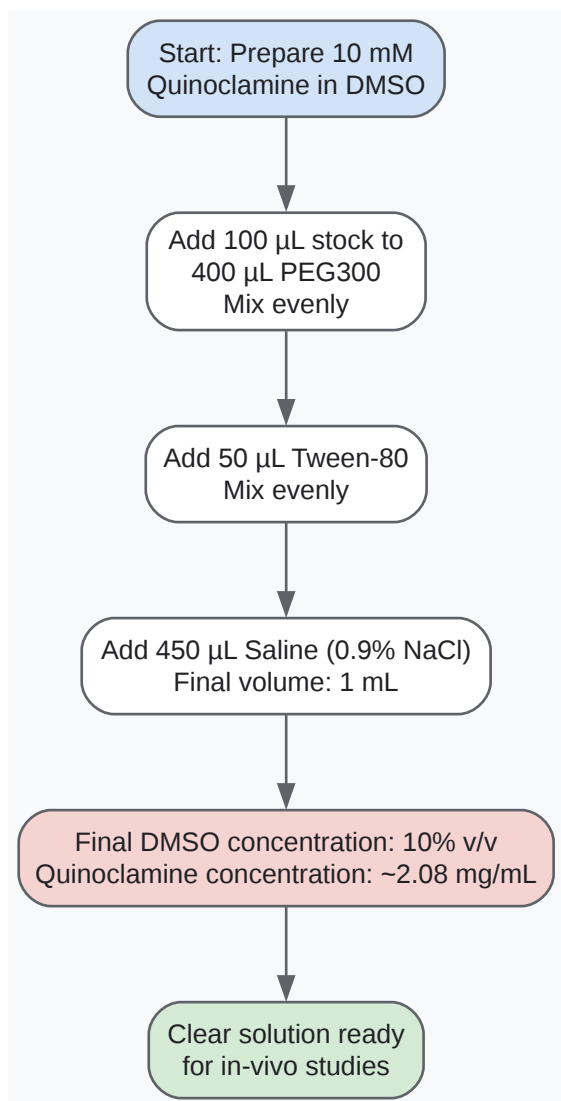 Start: Prepare 10 mM
Quinoclamine in DMSO
Add 100 µL stock to
400 µL PEG300
Mix evenly
Add 50 µL Tween-80
Mix evenly
Add 450 µL Saline (0.9% NaCl)
Final volume: 1 mL
Final DMSO concentration: 10% v/v
Quinoclamine concentration: ~2.08 mg/mL
Clear solution ready
for in-vivo studies